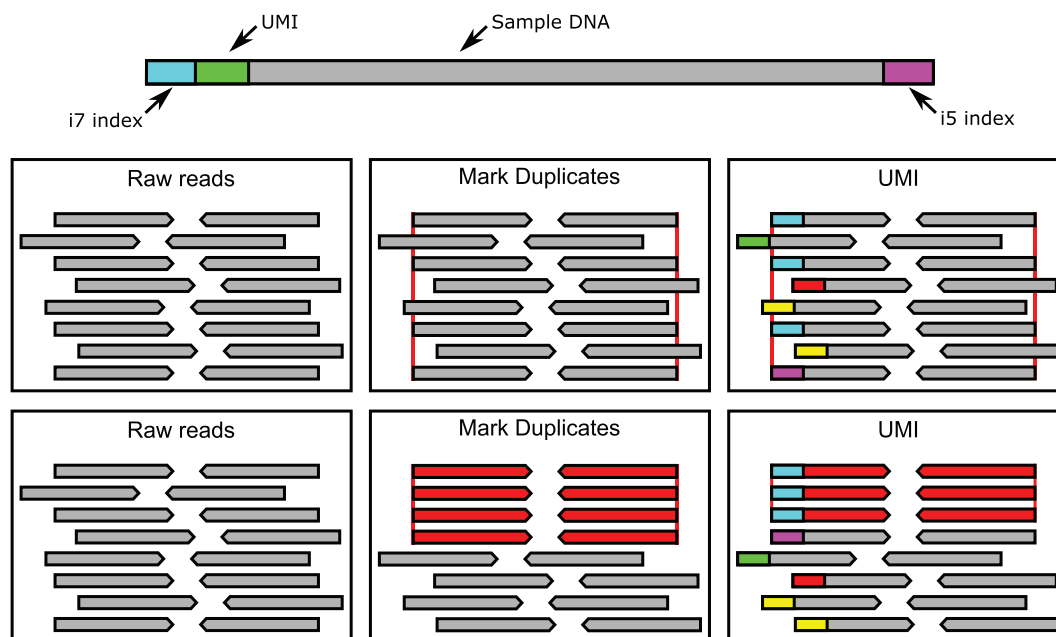 UMI
Sample DNA
i7 index
i5 index
Raw reads
Mark Duplicates
UMI
Raw reads
Mark Duplicates
UMI